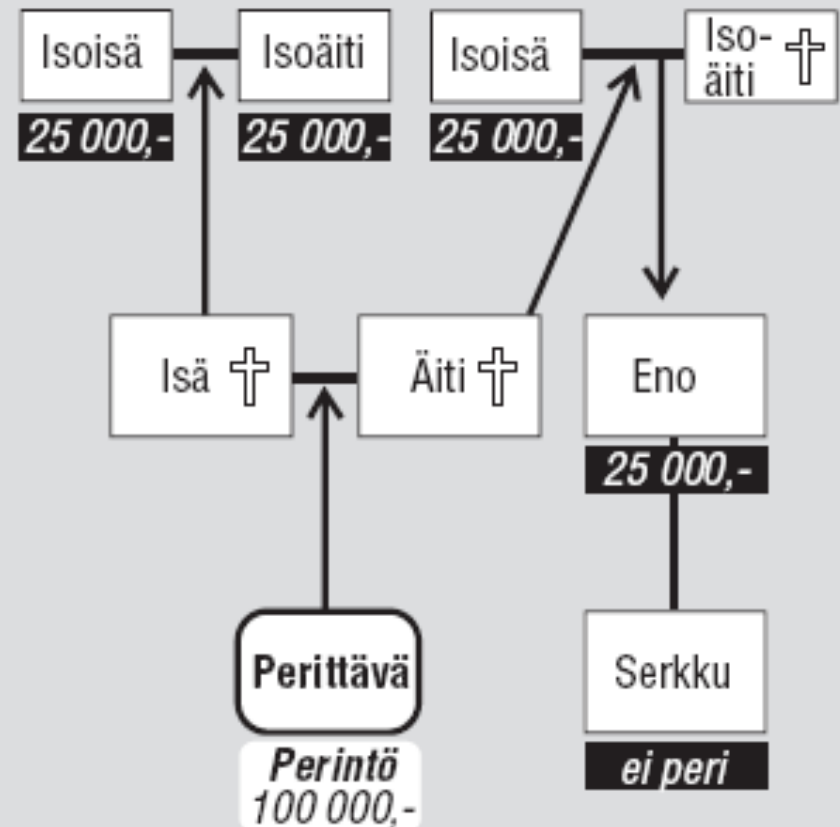 Isoisä
Isoäiti
Isoisä
Iso-
äiti
25 000,-
25 000,-
25 000,-
Isä
Äiti
Eno
25 000,-
Perittävä
Serkku
Perintö
100 000,-
ei peri